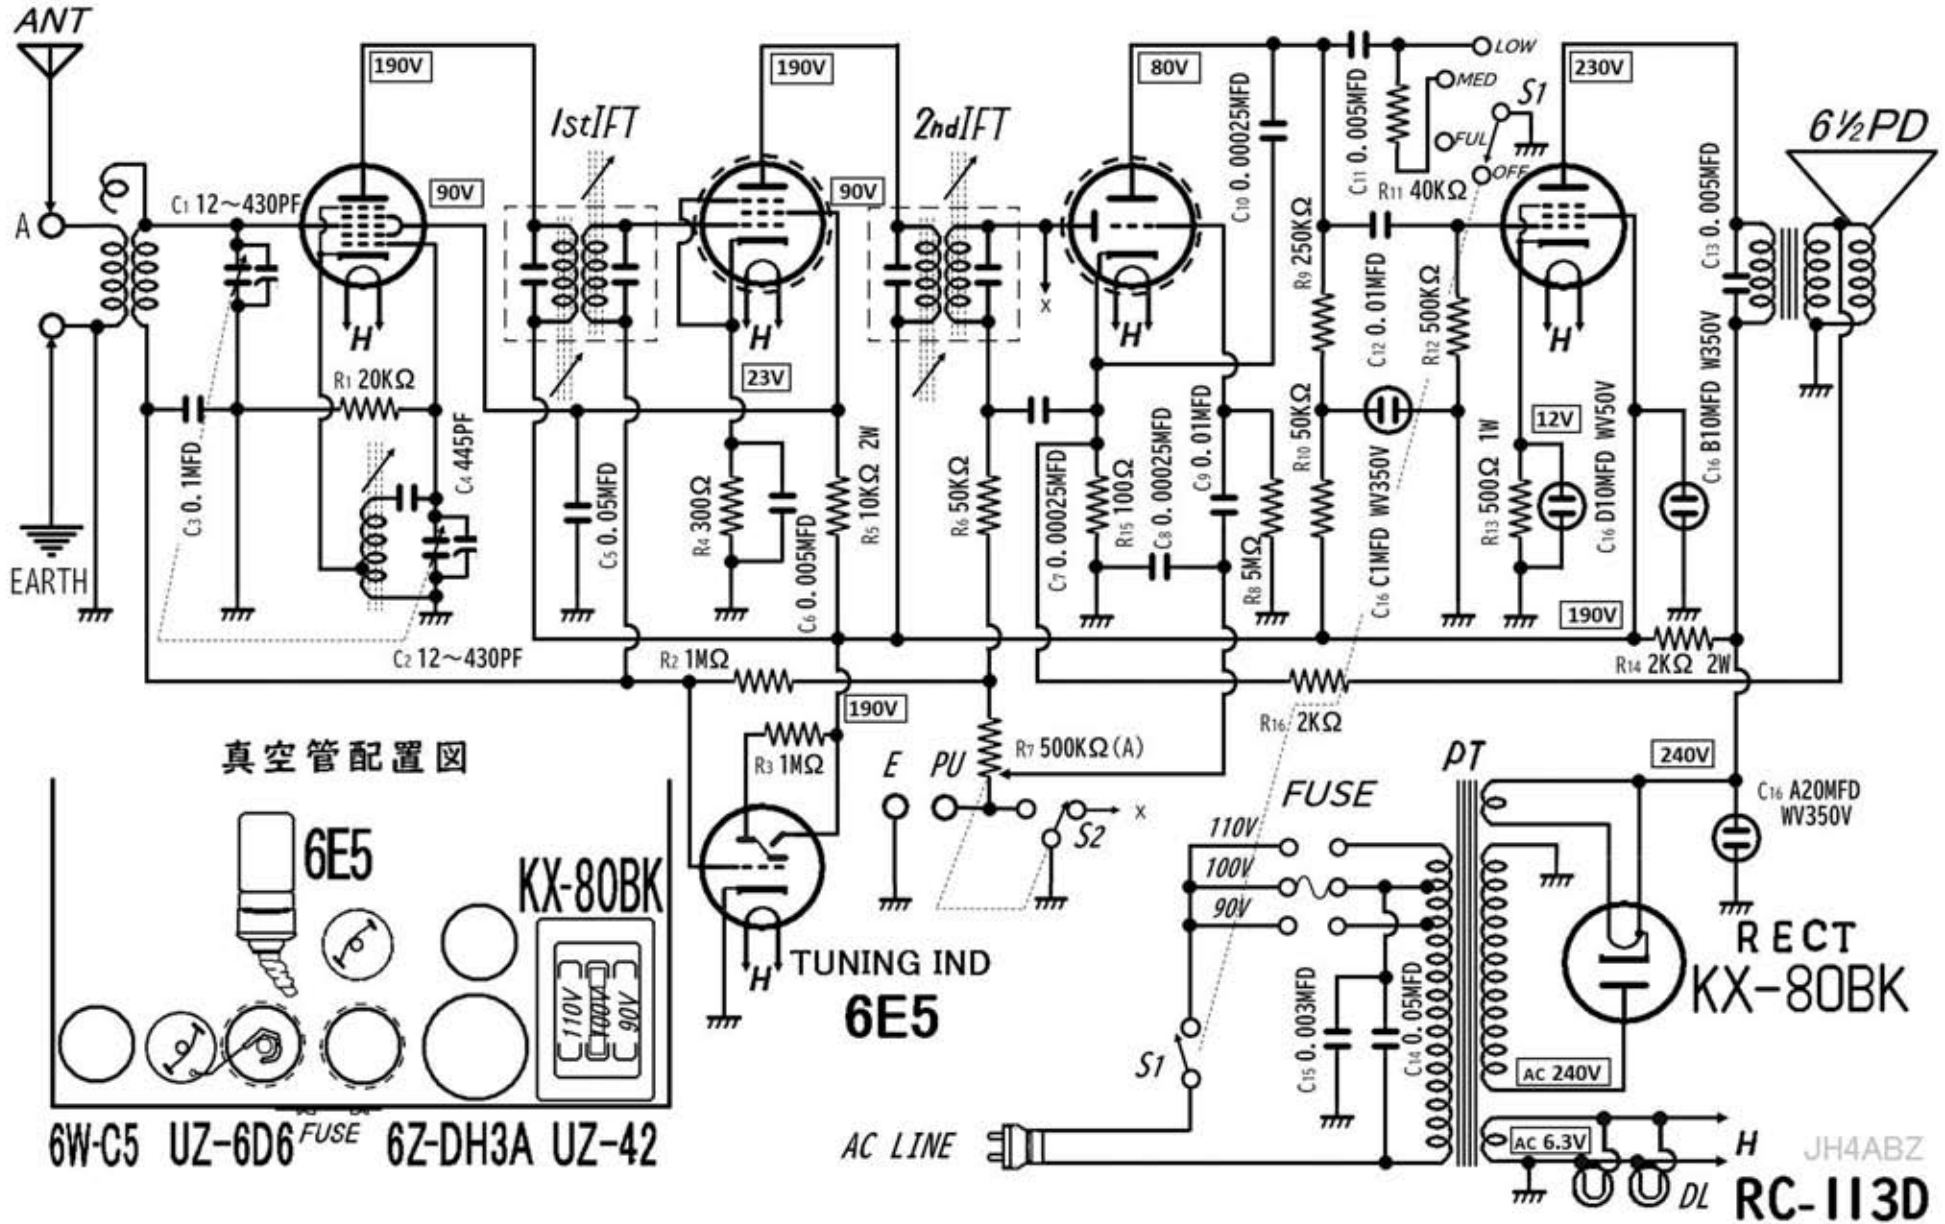 ANT
190V
190V
80V
230V
LOW
MED
S1
FUL
OFF
1stIFT
2ndIFT
6½PD
C10 0.00025MFD
C11 0.005MFD
R11 40KΩ
C13 0.005MFD
C1 12〜430PF
90V
90V
A
X
R9 250KΩ
C12 0.01MFD
R12 500KΩ
C16 B10MFD W350V
H
H
H
H
R1 20KΩ
23V
12V
C3 0.1MFD
C4 445PF
C5 0.05MFD
R4 300Ω
C6 0.005MFD
R5 10KΩ 2W
R6 50KΩ
C7 0.00025MFD
R15 100Ω
C8 0.00025MFD
C9 0.01MFD
R8 5MΩ
R10 50KΩ
C16 C1MFD WV350V
R13 500Ω 1W
C16 D10MFD WV50V
EARTH
190V
C2 12〜430PF
R2 1MΩ
R14 2KΩ 2W
190V
R16 2KΩ
R3 1MΩ
R7 500KΩ(A)
E
PU
S2
X
真空管配置図
PT
240V
C16 A20MFD
WV350V
FUSE
110V
100V
90V
6E5
KX-80BK
110V
100V
90V
H
TUNING IND
6E5
RECT
KX-80BK
C15 0.003MFD
C14 0.05MFD
S1
AC 240V
AC LINE
AC 6.3V
H
DL
6W-C5
UZ-6D6
FUSE
6Z-DH3A
UZ-42
JH4ABZ
RC-113D